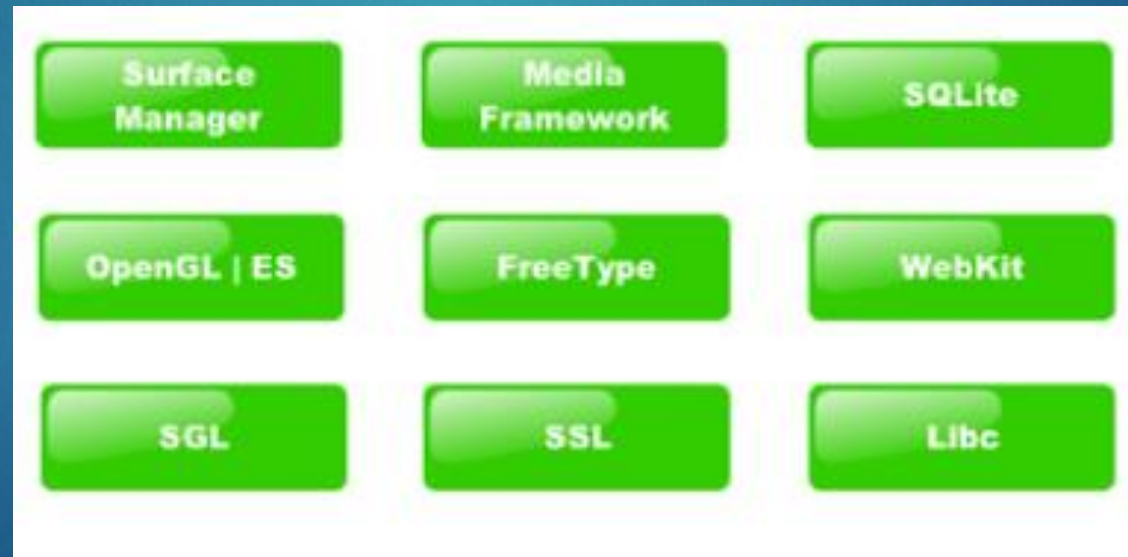 Surface
Manager
Media
Framework
SQLite
OpenGL | ES
FreeType
WebKit
SGL
SSL
Libc